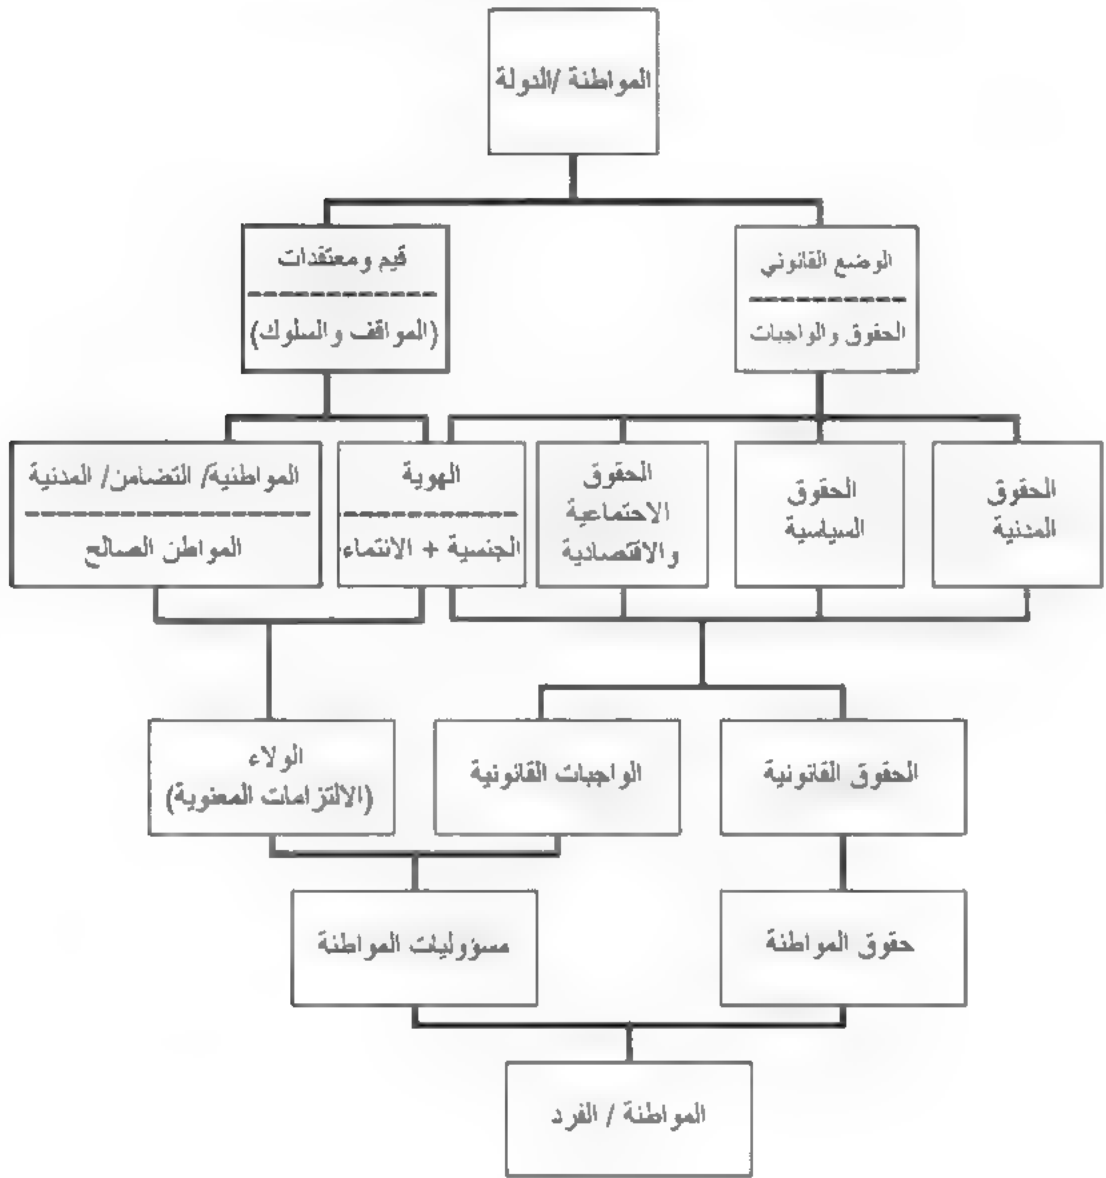 المواطنة /الدولة
الوضع القانوني
الحقوق والواجبات
قيم ومعتقدات
(المواقف والسلوك)
الحقوق
المدنية
الحقوق
السياسية
الحقوق
الاجتماعية
والاقتصادية
الهوية
الجنسية + الانتماء
المواطنية/ التضامن/ المدنية
المواطن الصالح
الحقوق القانونية
الواجبات القانونية
الولاء
(الالتزامات المعنوية)
حقوق المواطنة
مسؤوليات المواطنة
المواطنة / الفرد